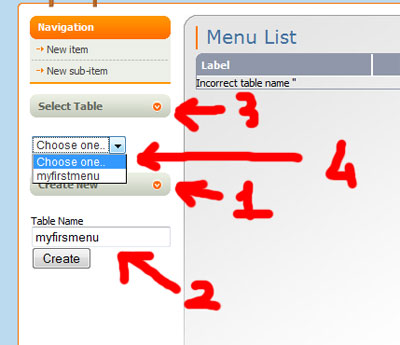 Navigation
New item
New sub-item
Select Table
Choose one..
Choose one..
myfirstmenu
Create New
Table Name
myfirsmenu
Create
Menu List
Label
Incorrect table name ''
3
4
1
2